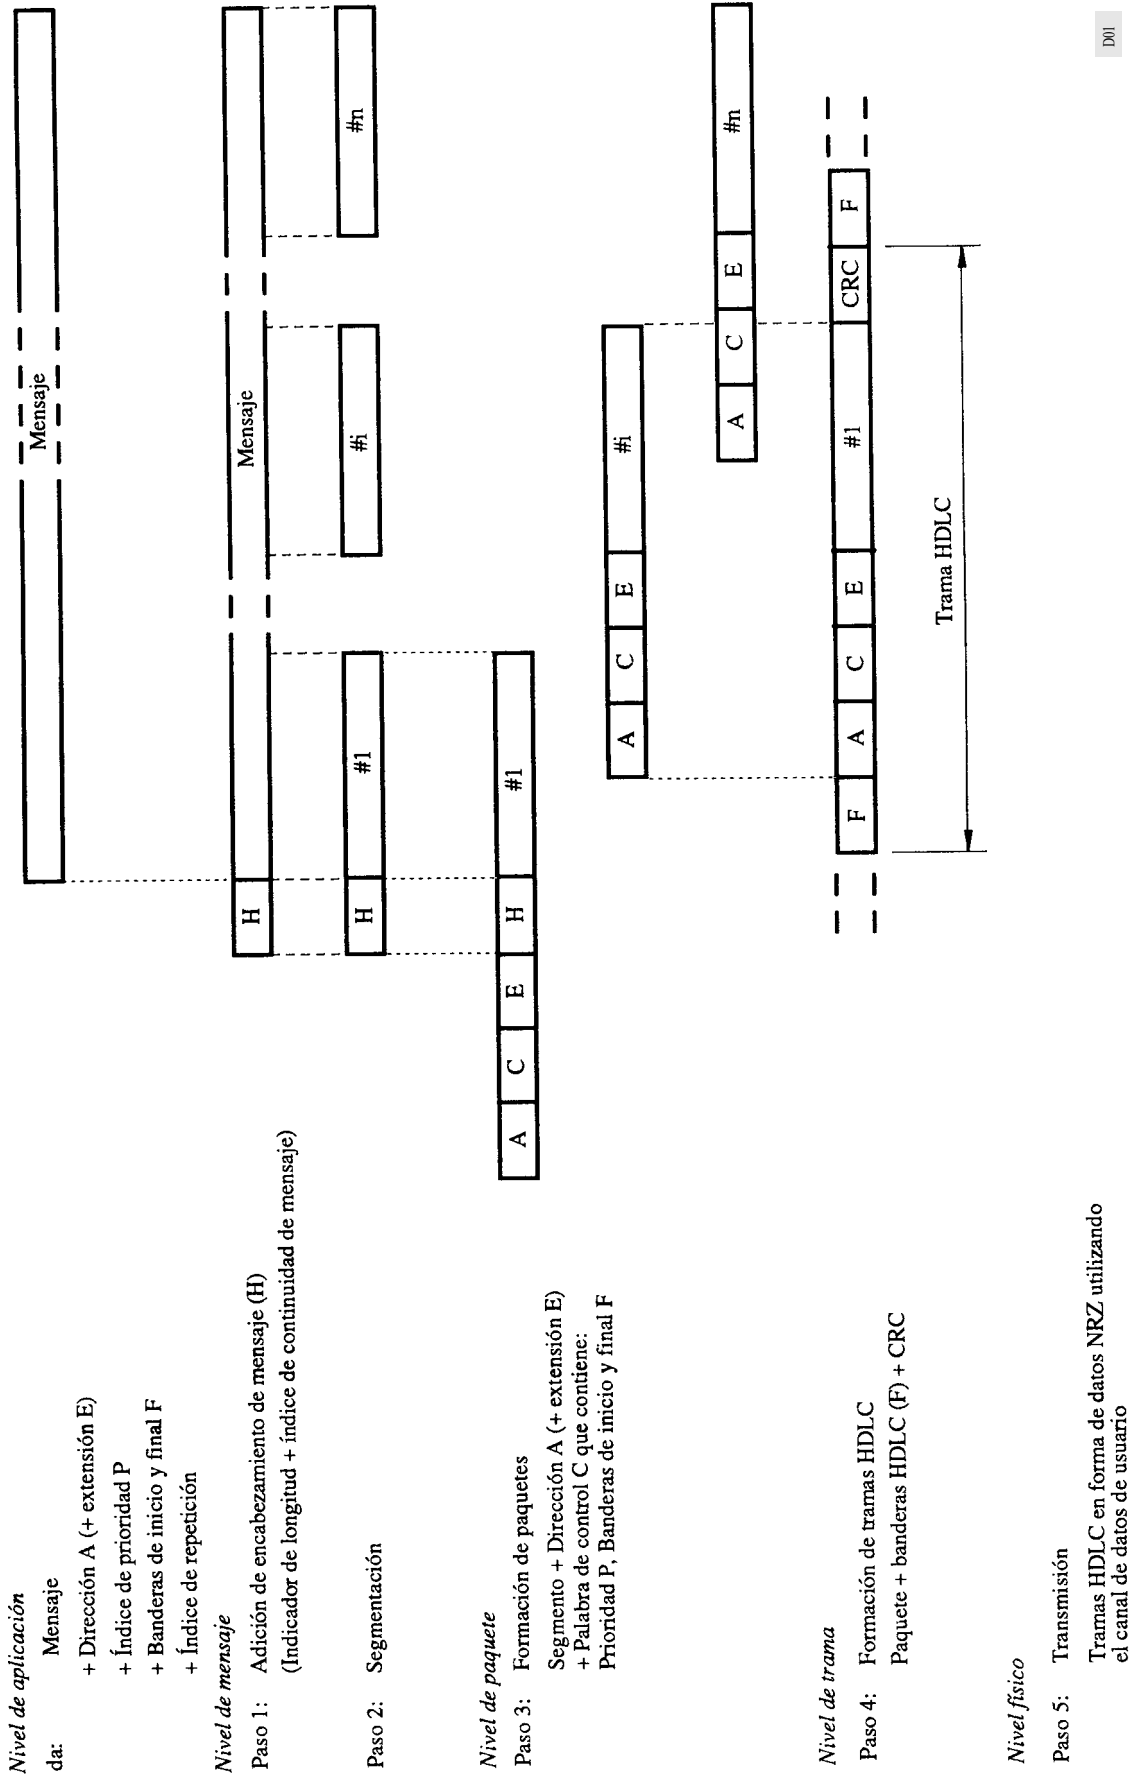 Nivel de aplicación
da: Mensaje
+ Dirección A (+ extensión E)
+ Índice de prioridad P
+ Banderas de inicio y final F
+ Índice de repetición
Mensaje
Nivel de mensaje
Paso 1: Adición de encabezamiento de mensaje (H)
(Indicador de longitud + índice de continuidad de mensaje)
H Mensaje
Paso 2: Segmentación
H #1 #i #n
Nivel de paquete
Paso 3: Formación de paquetes
Segmento + Dirección A (+ extensión E)
+ Palabra de control C que contiene:
Prioridad P, Banderas de inicio y final F
A C E H #1
A C E #i
A C E #n
Nivel de trama
Paso 4: Formación de tramas HDLC
Paquete + banderas HDLC (F) + CRC
F A C E #1 CRC F
Trama HDLC
Nivel físico
Paso 5: Transmisión
Tramas HDLC en forma de datos NRZ utilizando
el canal de datos de usuario
D01